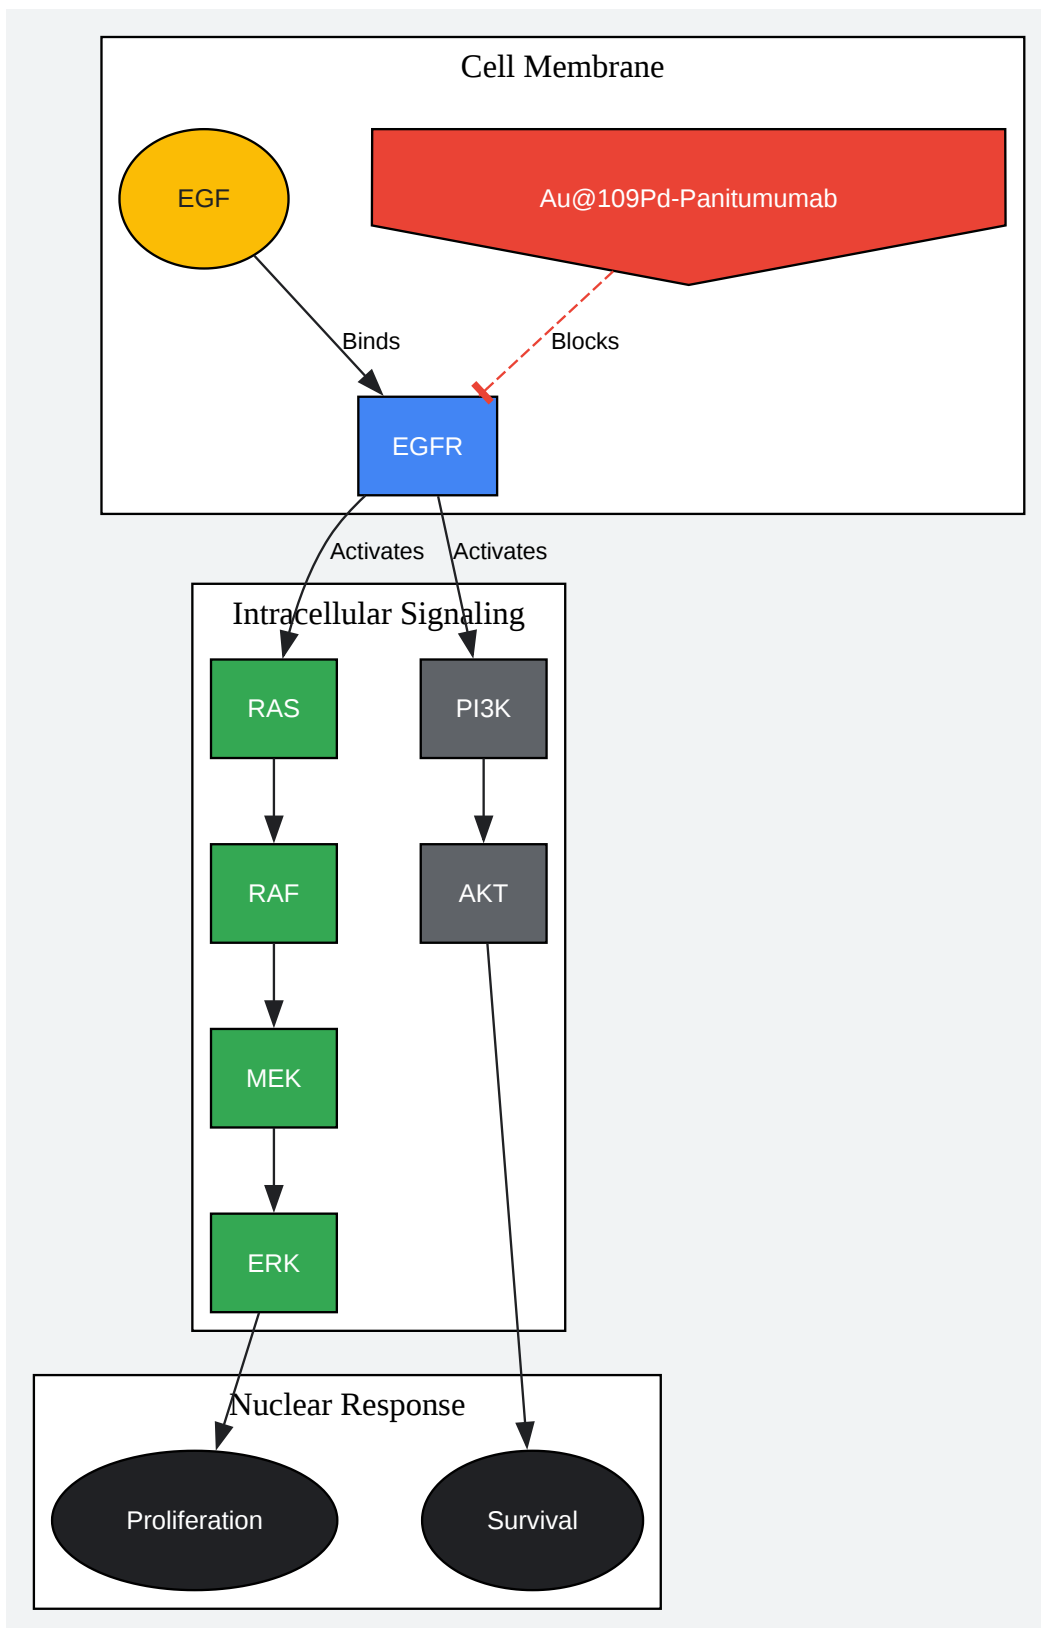 Cell Membrane
EGF
Au@109Pd-Panitumumab
Binds
Blocks
EGFR
Activates
Activates
Intracellular Signaling
RAS
PI3K
RAF
AKT
MEK
ERK
Nuclear Response
Proliferation
Survival